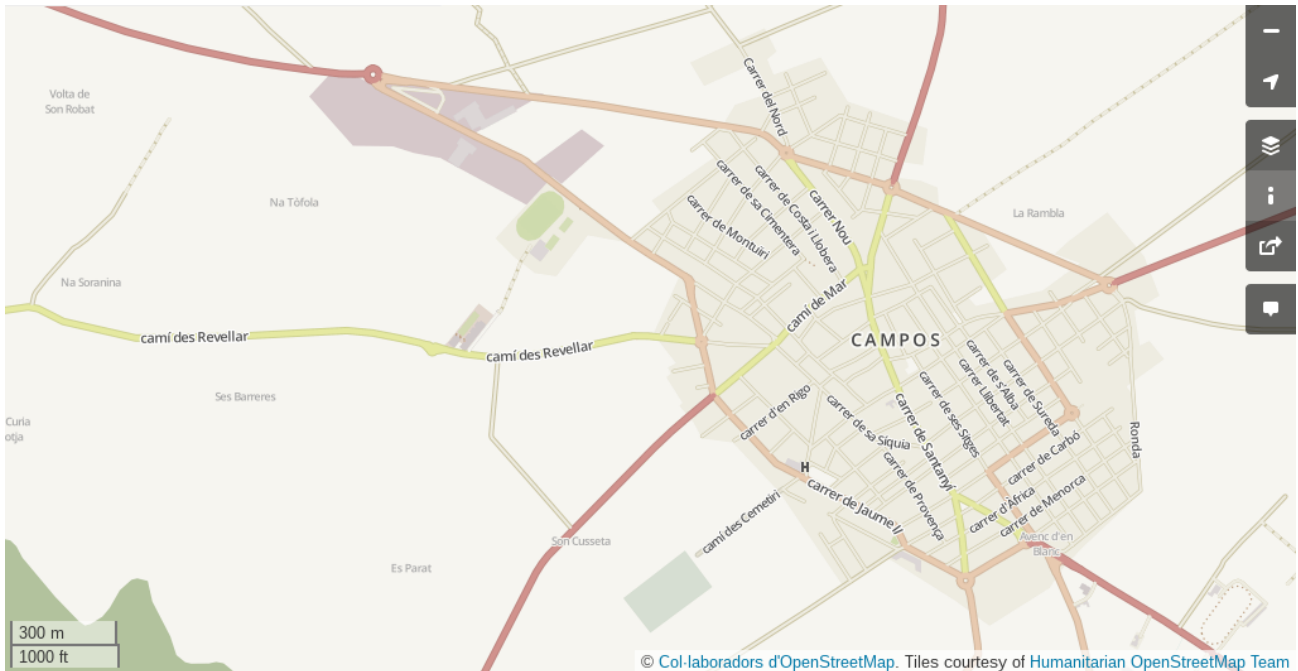 Volta de
Son Robat
Carrer del Nord
Na Tòfola
La Rambla
carrer de sa Cimentera
carrer de Costa i Llobera
carrer Nou
carrer de Montuïri
Na Soranina
camí de Mar
camí des Revellar
camí des Revellar
CAMPOS
Ses Barreres
carrer d'en Rigo
carrer de sa Síquia
carrer de Santanyí
carrer de ses Sitges
carrer Llibertat
carrer de s'Alba
carrer de Sureda
Curia
otja
Ronda
H
carrer de Carbó
carrer de Provença
carrer de Jaume II
carrer d'Àfrica
carrer de Menorca
camí des Cemetiri
Son Cusseta
Avenc d'en
Blanc
Es Parat
300 m
1000 ft
© Col·laboradors d'OpenStreetMap. Tiles courtesy of Humanitarian OpenStreetMap Team